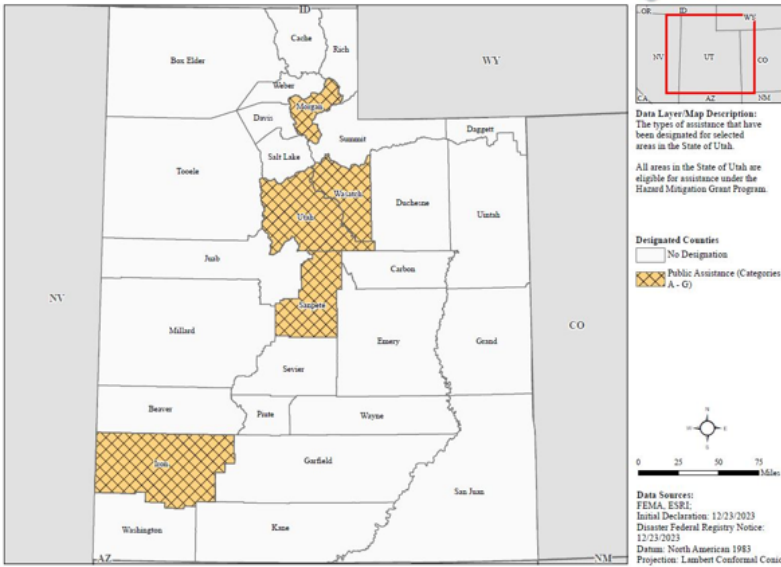 ID
Cache
Rich
Box Elder
WY
Weber
Morgan
Davis
Summit
Daggett
Salt Lake
Tooele
Wasatch
Duchesne
Uintah
Utah
Juab
Carbon
NV
Sanpete
CO
Millard
Emery
Grand
Sevier
Beaver
Piute
Wayne
Iron
Garfield
San Juan
Washington
Kane
AZ
NM
OR
ID
WY
NV
UT
CO
CA
AZ
NM
Data Layer/Map Description:
The types of assistance that have
been designated for selected
areas in the State of Utah.
All areas in the State of Utah are
eligible for assistance under the
Hazard Mitigation Grant Program.
Designated Counties
No Designation
Public Assistance (Categories
A - G)
N
W
E
S
0 25 50 75
Miles
Data Sources:
FEMA, ESRI;
Initial Declaration: 12/23/2023
Disaster Federal Registry Notice:
12/23/2023
Datum: North American 1983
Projection: Lambert Conformal Conic